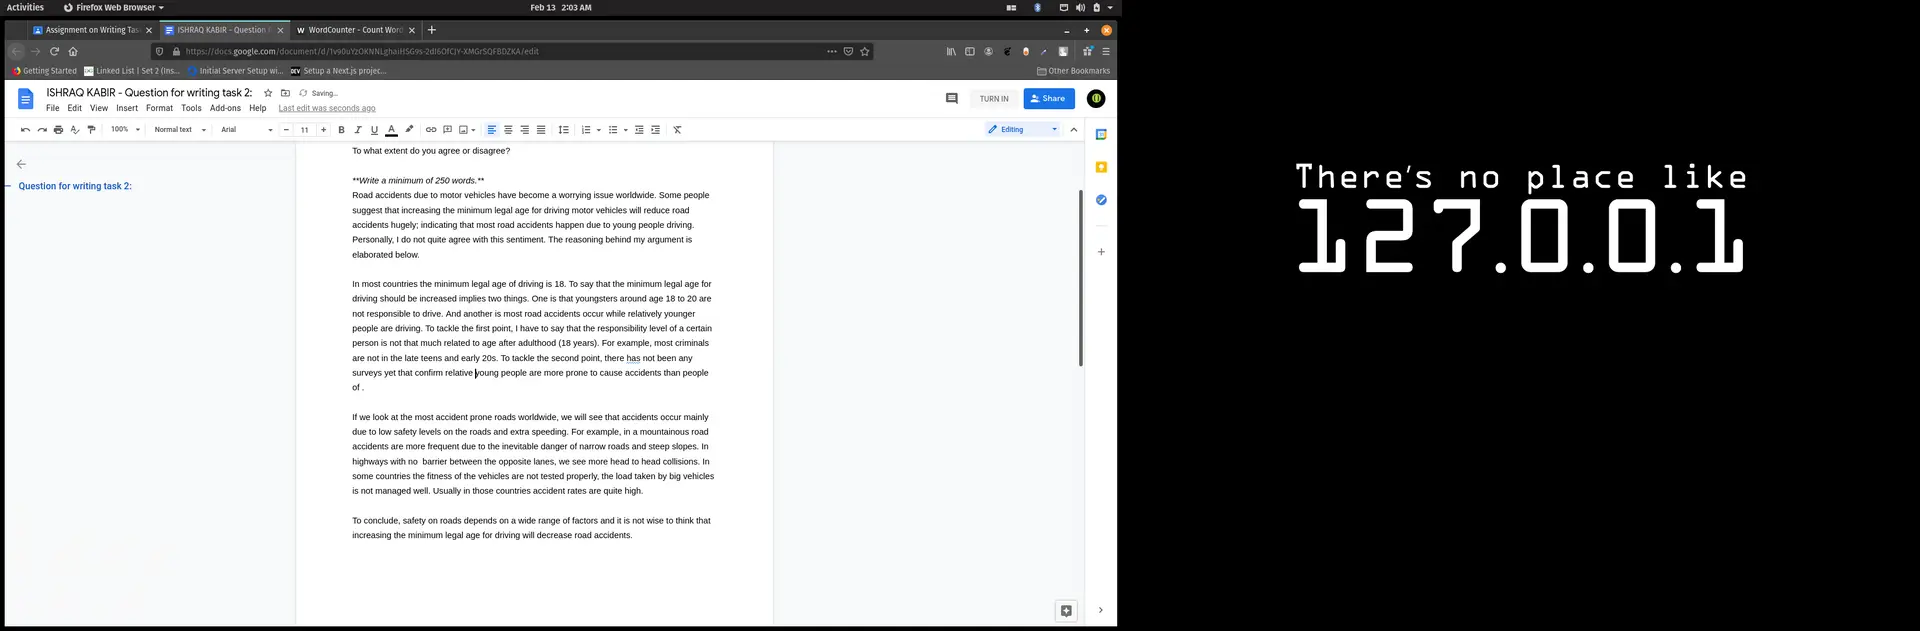 Activities
Firefox Web Browser
Feb 13 2:03 AM
Assignment on Writing Tas
ISHRAQ KABIR - Question f
WordCounter - Count Word
Getting Started
Linked List | Set 2 (Ins...
Initial Server Setup wi...
Setup a Next.js projec...
Other Bookmarks
ISHRAQ KABIR - Question for writing task 2:
Saving...
File Edit View Insert Format Tools Add-ons Help
Last edit was seconds ago
TURN IN
Share
100%
Normal text
Arial
11
Editing
Question for writing task 2:
To what extent do you agree or disagree?
**Write a minimum of 250 words.**
Road accidents due to motor vehicles have become a worrying issue worldwide. Some people
suggest that increasing the minimum legal age for driving motor vehicles will reduce road
accidents hugely; indicating that most road accidents happen due to young people driving.
Personally, I do not quite agree with this sentiment. The reasoning behind my argument is
elaborated below.
In most countries the minimum legal age of driving is 18. To say that the minimum legal age for
driving should be increased implies two things. One is that youngsters around age 18 to 20 are
not responsible to drive. And another is most road accidents occur while relatively younger
people are driving. To tackle the first point, I have to say that the responsibility level of a certain
person is not that much related to age after adulthood (18 years). For example, most criminals
are not in the late teens and early 20s. To tackle the second point, there has not been any
surveys yet that confirm relative young people are more prone to cause accidents than people
of .
If we look at the most accident prone roads worldwide, we will see that accidents occur mainly
due to low safety levels on the roads and extra speeding. For example, in a mountainous road
accidents are more frequent due to the inevitable danger of narrow roads and steep slopes. In
highways with no  barrier between the opposite lanes, we see more head to head collisions. In
some countries the fitness of the vehicles are not tested properly, the load taken by big vehicles
is not managed well. Usually in those countries accident rates are quite high.
To conclude, safety on roads depends on a wide range of factors and it is not wise to think that
increasing the minimum legal age for driving will decrease road accidents.
There's no place like
127.0.0.1